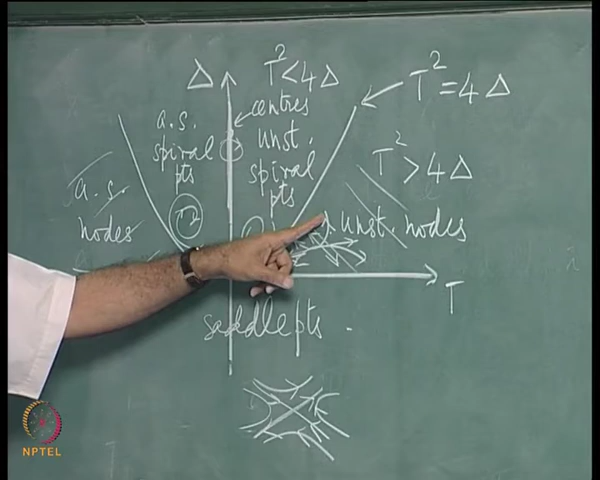 Δ
T² < 4Δ
T² = 4Δ
centres
a.s. spiral pts
unst. spiral pts
T² > 4Δ
a.s. nodes
unst. nodes
T
saddle pts.
NPTEL